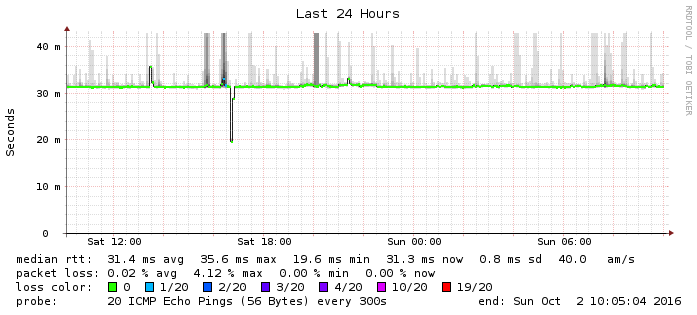 Last 24 Hours
RRDTOOL / TOBI OETIKER
Seconds
40 m
30 m
20 m
10 m
0
Sat 12:00 Sat 18:00 Sun 00:00 Sun 06:00
median rtt: 31.4 ms avg 35.6 ms max 19.6 ms min 31.3 ms now 0.8 ms sd 40.0 am/s
packet loss: 0.02 % avg 4.12 % max 0.00 % min 0.00 % now
loss color: 0 1/20 2/20 3/20 4/20 10/20 19/20
probe: 20 ICMP Echo Pings (56 Bytes) every 300s end: Sun Oct 2 10:05:04 2016